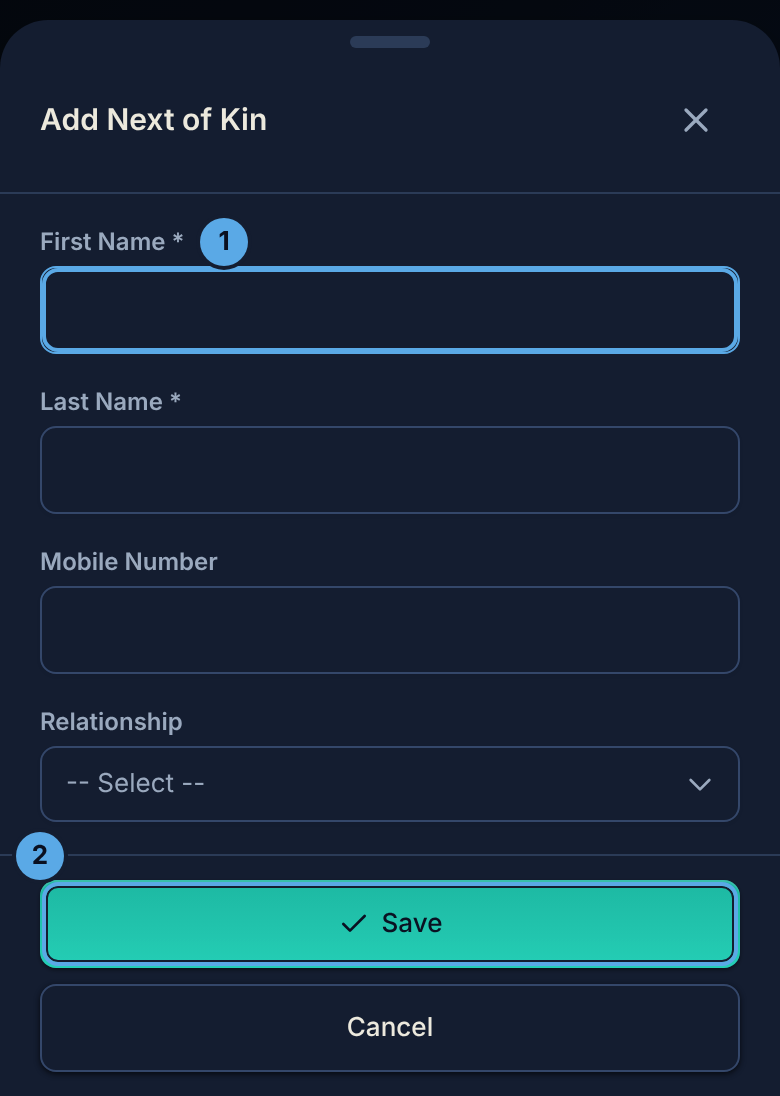 Add Next of Kin
First Name * 1
Last Name *
Mobile Number
Relationship
-- Select --
2
Save
Cancel